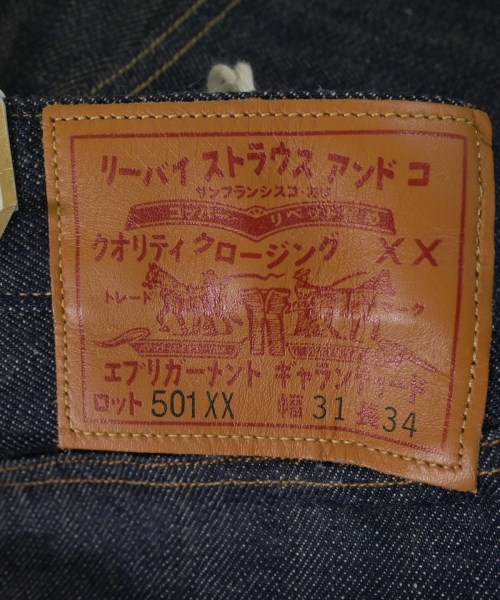 リーバイ ストラウス アンド コ
サンフランシスコ
クオリティ クロージング XX
トレード マーク
エブリガーナント ギャランティード
ロット 501XX 幅 31 長 34